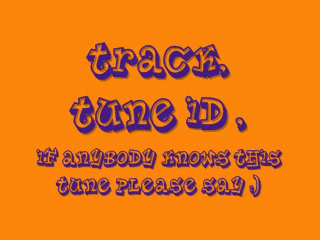 track.
tune iD .
iF anybody knows this
tune please say ;)